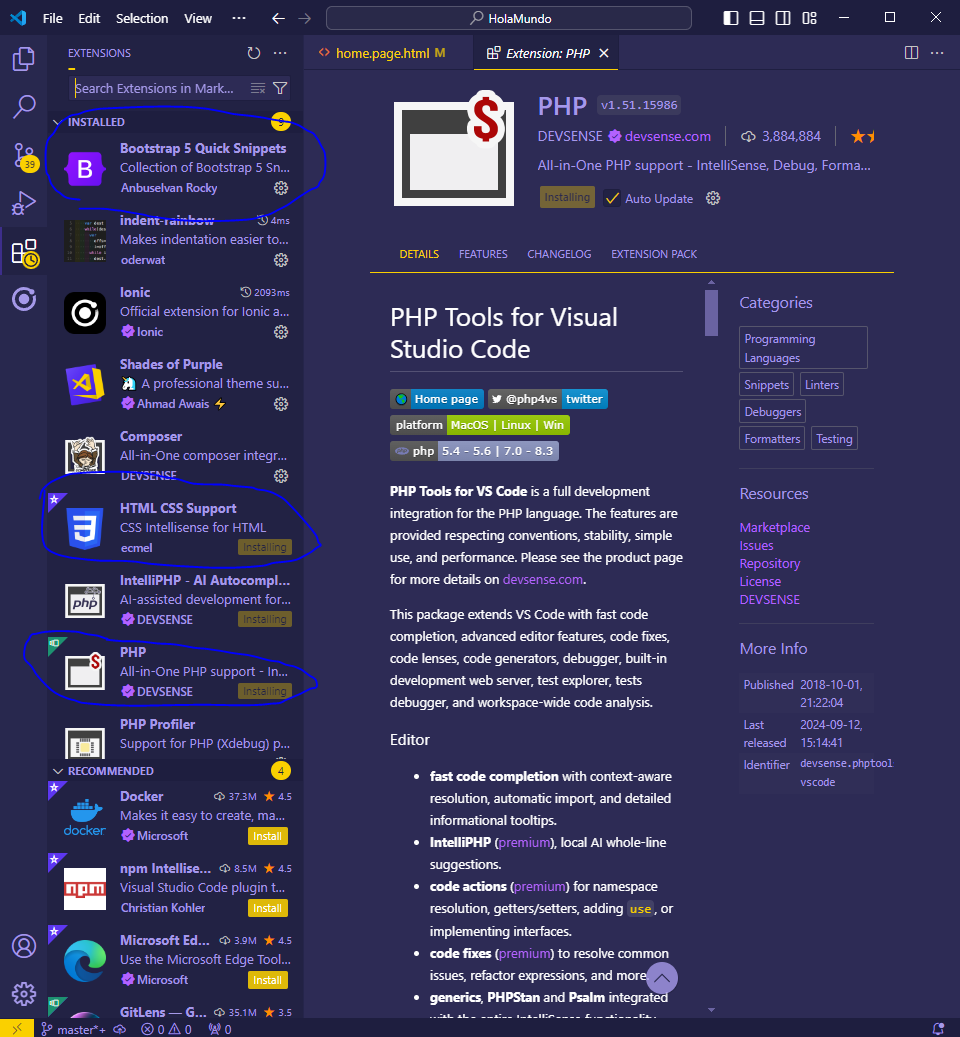 File Edit Selection View ··· HolaMundo
EXTENSIONS
Search Extensions in Mark...
INSTALLED 9
Bootstrap 5 Quick Snippets
Collection of Bootstrap 5 Sn...
Anbuselvan Rocky
indent-rainbow 4ms
Makes indentation easier to...
oderwat
Ionic 2093ms
Official extension for Ionic a...
Ionic
Shades of Purple
🦄 A professional theme su...
Ahmad Awais ⚡
Composer
All-in-One composer integr...
DEVSENSE
HTML CSS Support
CSS Intellisense for HTML
ecmel Installing
IntelliPHP - AI Autocompl...
AI-assisted development for...
DEVSENSE Installing
PHP
All-in-One PHP support - In...
DEVSENSE Installing
PHP Profiler
Support for PHP (Xdebug) p...
RECOMMENDED 4
Docker 37.3M ★ 4.5
Makes it easy to create, ma...
Microsoft Install
docker
npm Intellise... 8.5M ★ 4.5
Visual Studio Code plugin t...
Christian Kohler Install
npm
Microsoft Ed... 3.9M ★ 4.5
Use the Microsoft Edge Tool...
Microsoft Install
GitLens — G... 35.1M ★ 3.5
39
B
php
home.page.html M
Extension: PHP
$
PHP v1.51.15986
DEVSENSE devsense.com 3,884,884
All-in-One PHP support - IntelliSense, Debug, Forma...
Installing Auto Update
DETAILS FEATURES CHANGELOG EXTENSION PACK
PHP Tools for Visual
Studio Code
Home page @php4vs twitter
platform MacOS | Linux | Win
php 5.4 - 5.6 | 7.0 - 8.3
PHP Tools for VS Code is a full development
integration for the PHP language. The features are
provided respecting conventions, stability, simple
use, and performance. Please see the product page
for more details on devsense.com.
This package extends VS Code with fast code
completion, advanced editor features, code fixes,
code lenses, code generators, debugger, built-in
development web server, test explorer, tests
debugger, and workspace-wide code analysis.
Editor
• fast code completion with context-aware
resolution, automatic import, and detailed
informational tooltips.
• IntelliPHP (premium), local AI whole-line
suggestions.
• code actions (premium) for namespace
resolution, getters/setters, adding use, or
implementing interfaces.
• code fixes (premium) to resolve common
issues, refactor expressions, and more
• generics, PHPStan and Psalm integrated
with the entire IntelliSense functionality
Categories
Programming
Languages
Snippets Linters
Debuggers
Formatters Testing
Resources
Marketplace
Issues
Repository
License
DEVSENSE
More Info
Published 2018-10-01,
21:22:04
Last 2024-09-12,
released 15:14:41
Identifier devsense.phptool
vscode
master*+ 0 0 0